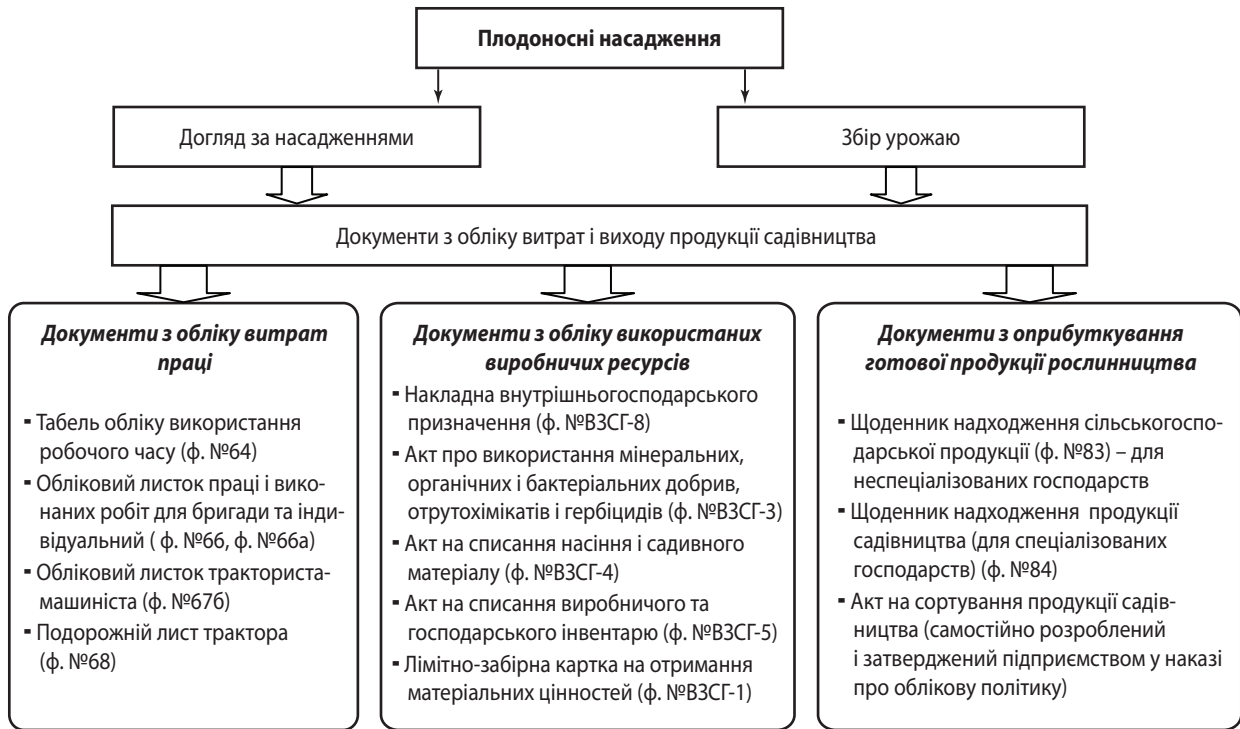 Плодоносні насадження
Догляд за насадженнями
Збір урожаю
Документи з обліку витрат і виходу продукції садівництва
Документи з обліку витрат
праці
- Табель обліку використання
робочого часу (ф. №64)
- Обліковий листок праці і вико-
наних робіт для бригади та інди-
відуальний ( ф. №66, ф. №66а)
- Обліковий листок тракториста-
машиніста (ф. №67б)
- Подорожній лист трактора
(ф. №68)
Документи з обліку використаних
виробничих ресурсів
- Накладна внутрішньогосподарського
призначення (ф. №ВЗСГ-8)
- Акт про використання мінеральних,
органічних і бактеріальних добрив,
отрутохімікатів і гербіцидів (ф. №ВЗСГ-3)
- Акт на списання насіння і садивного
матеріалу (ф. №ВЗСГ-4)
- Акт на списання виробничого та
господарського інвентарю (ф. №ВЗСГ-5)
- Лімітно-забірна картка на отримання
матеріальних цінностей (ф. №ВЗСГ-1)
Документи з оприбуткування
готової продукції рослинництва
- Щоденник надходження сільськогоспо-
дарської продукції (ф. №83) – для
неспеціалізованих господарств
- Щоденник надходження продукції
садівництва (для спеціалізованих
господарств) (ф. №84)
- Акт на сортування продукції садів-
ництва (самостійно розроблений
і затверджений підприємством у наказі
про облікову політику)